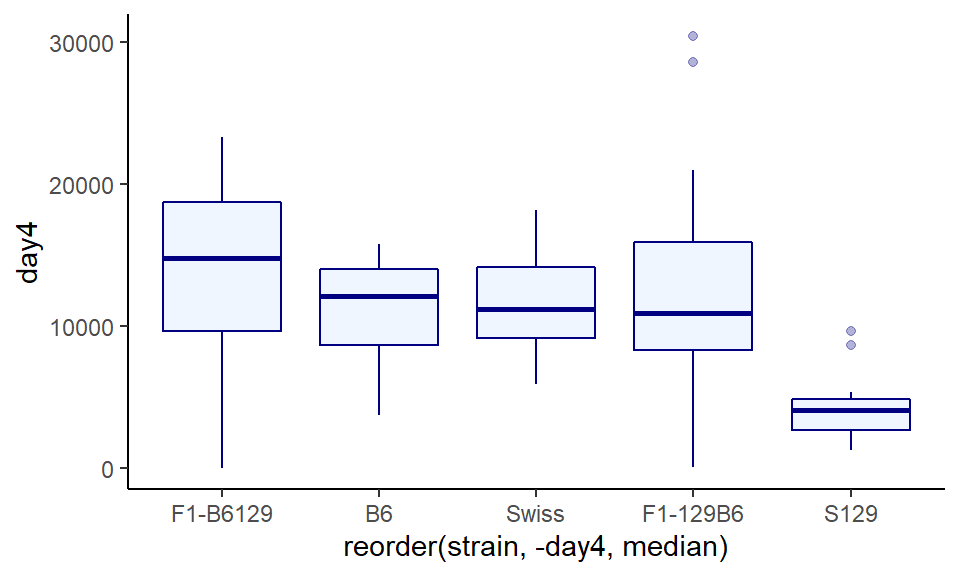 30000
20000
10000
0
day4
F1-B6129
B6
Swiss
F1-129B6
S129
reorder(strain, -day4, median)